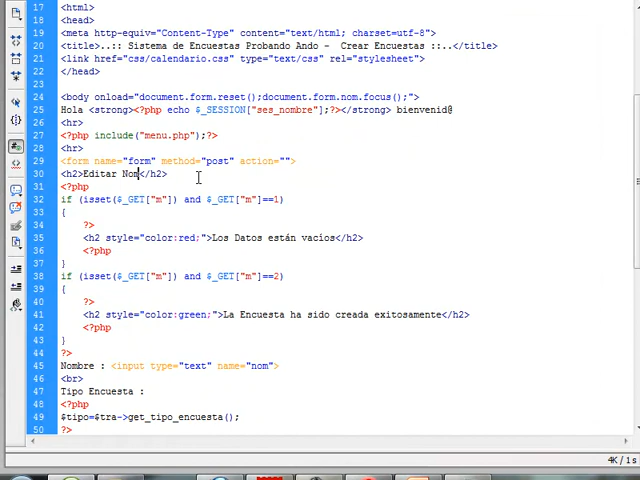 17 <html>
18 <head>
19 <meta http-equiv="Content-Type" content="text/html; charset=utf-8">
20 <title>..:: Sistema de Encuestas Probando Ando -  Crear Encuestas ::..</title>
21 <link href="css/calendario.css" type="text/css" rel="stylesheet">
22 </head>
23
24 <body onload="document.form.reset();document.form.nom.focus();">
25 Hola <strong><?php echo $_SESSION["ses_nombre"];?></strong> bienvenid@
26 <hr>
27 <?php include("menu.php");?>
28 <hr>
29 <form name="form" method="post" action="">
30 <h2>Editar Nom</h2>
31 <?php
32 if (isset($_GET["m"]) and $_GET["m"]==1)
33 {
34 ?>
35 <h2 style="color:red;">Los Datos están vacíos</h2>
36 <?php
37 }
38 if (isset($_GET["m"]) and $_GET["m"]==2)
39 {
40 ?>
41 <h2 style="color:green;">La Encuesta ha sido creada exitosamente</h2>
42 <?php
43 }
44 ?>
45 Nombre : <input type="text" name="nom">
46 <br>
47 Tipo Encuesta :
48 <?php
49 $tipo=$tra->get_tipo_encuesta();
50 ?>
4K / 1 s